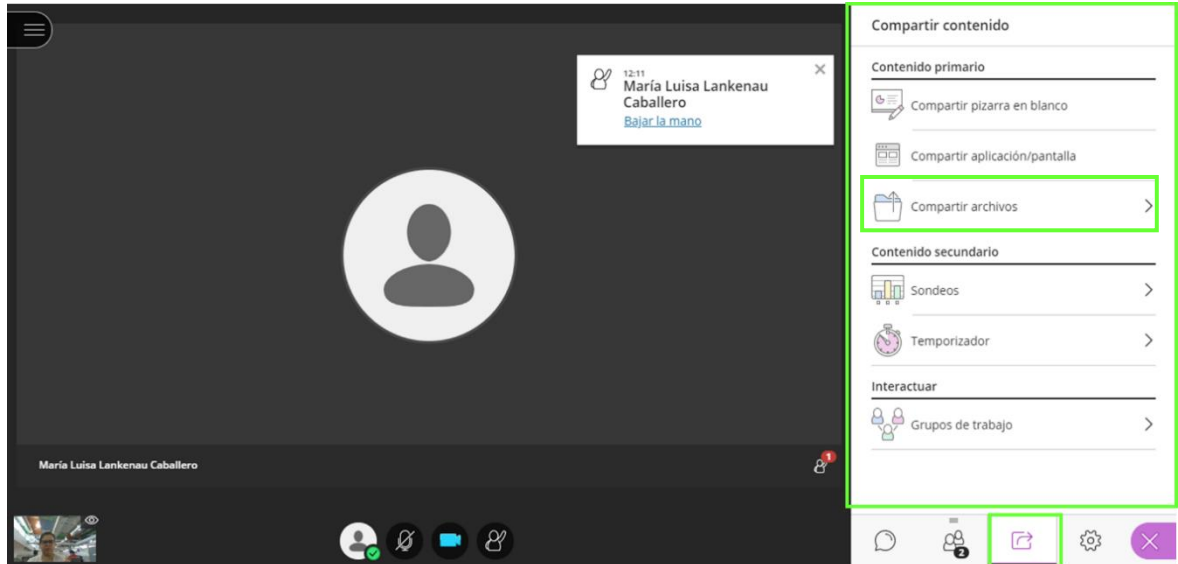 12:11
María Luisa Lankenau
Caballero
Bajar la mano
María Luisa Lankenau Caballero
1
Compartir contenido
Contenido primario
Compartir pizarra en blanco
Compartir aplicación/pantalla
Compartir archivos
Contenido secundario
Sondeos
Temporizador
Interactuar
Grupos de trabajo
2